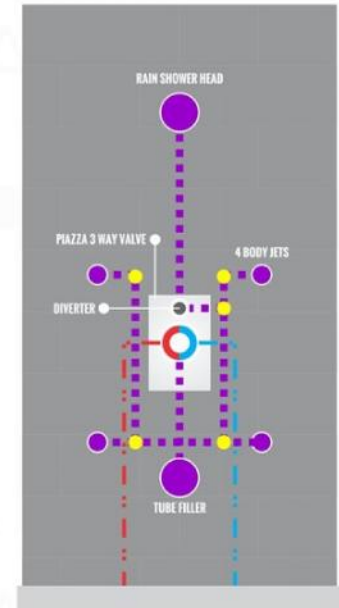 RAIN SHOWER HEAD
PIAZZA 3 WAY VALVE
4 BODY JETS
DIVERTER
TUBE FILLER